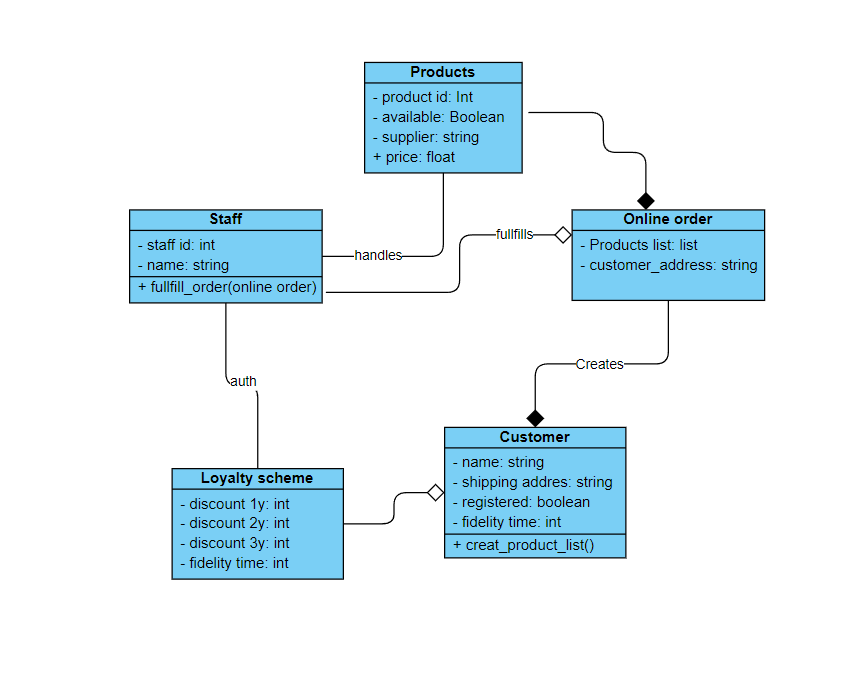 Products
- product id: Int
- available: Boolean
- supplier: string
+ price: float
Staff
- staff id: int
- name: string
+ fullfill_order(online order)
handles
fullfills
Online order
- Products list: list
- customer_address: string
auth
Creates
Customer
- name: string
- shipping addres: string
- registered: boolean
- fidelity time: int
+ creat_product_list()
Loyalty scheme
- discount 1y: int
- discount 2y: int
- discount 3y: int
- fidelity time: int